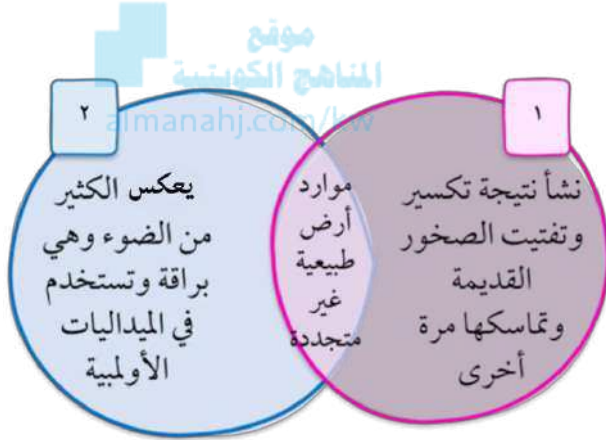 موقع
المناهج الكويتية
almanahj.com/kw
١
نشأ نتيجة تكسير
وتفتيت الصخور
القديمة
وتماسكها مرة
أخرى
موارد
أرض
طبيعية
غير
متجددة
٢
يعكس الكثير
من الضوء وهي
براقة وتستخدم
في الميداليات
الأولمبية